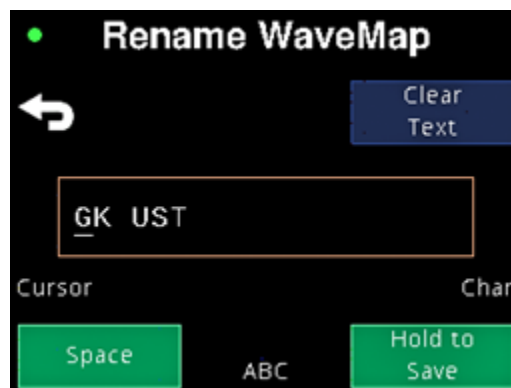 Rename WaveMap
Clear
Text
GK UST
Cursor
Char
Space
ABC
Hold to
Save